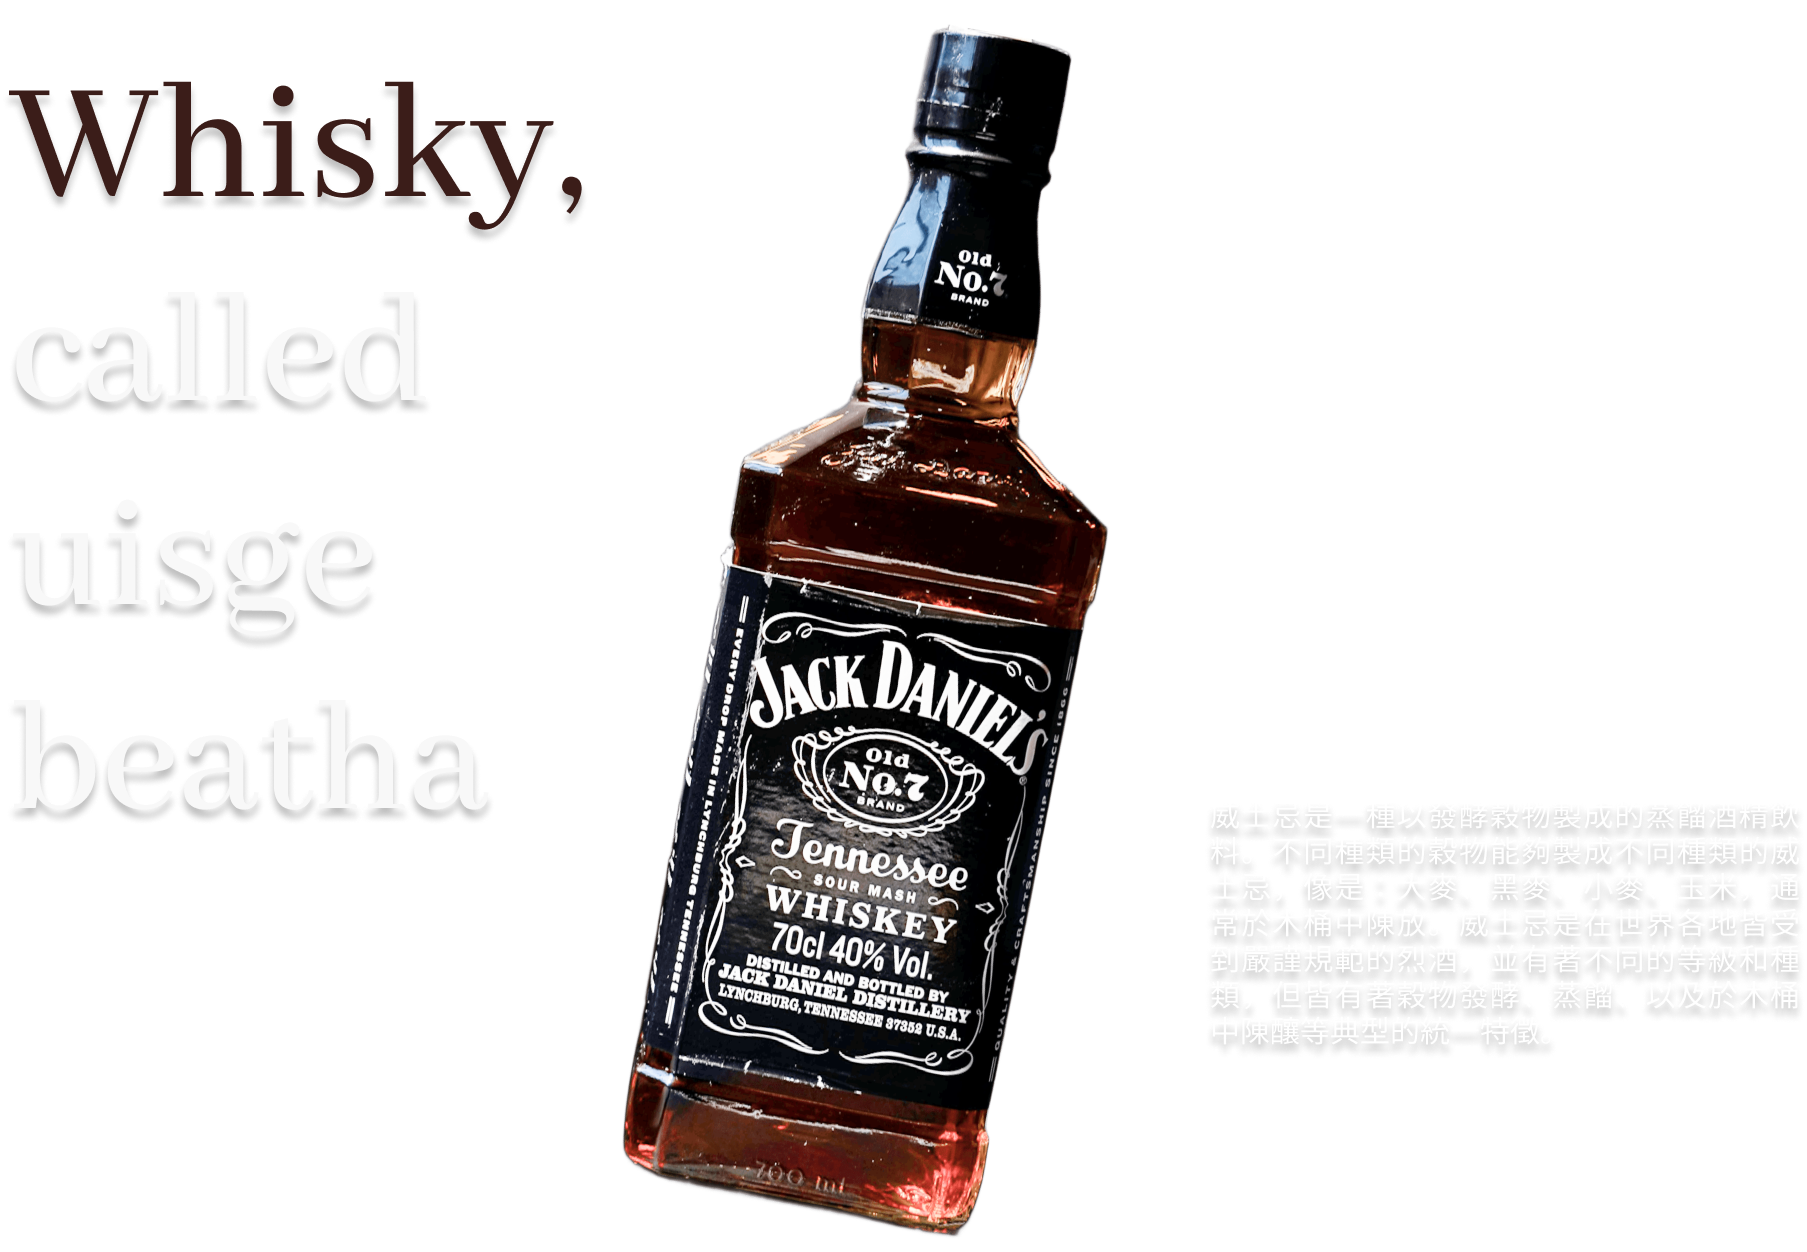 Whisky,
called
uisge
beatha
Old
No.7
BRAND
EVERY DROP MADE IN LYNCHBURG TENNESSEE
JACK DANIEL'S
Old
No.7
BRAND
Tennessee
SOUR MASH
WHISKEY
70cl 40% Vol.
DISTILLED AND BOTTLED BY
JACK DANIEL DISTILLERY
LYNCHBURG, TENNESSEE 37352 U.S.A.
QUALITY & CRAFTSMANSHIP SINCE 1866
700 ml
威士忌是一種以發酵穀物製成的蒸餾酒精飲
料。不同種類的穀物能夠製成不同種類的威
士忌，像是：大麥、黑麥、小麥、玉米，通
常於木桶中陳放。威士忌是在世界各地皆受
到嚴謹規範的烈酒，並有著不同的等級和種
類，但皆有著穀物發酵、蒸餾、以及於木桶
中陳釀等典型的統一特徵。